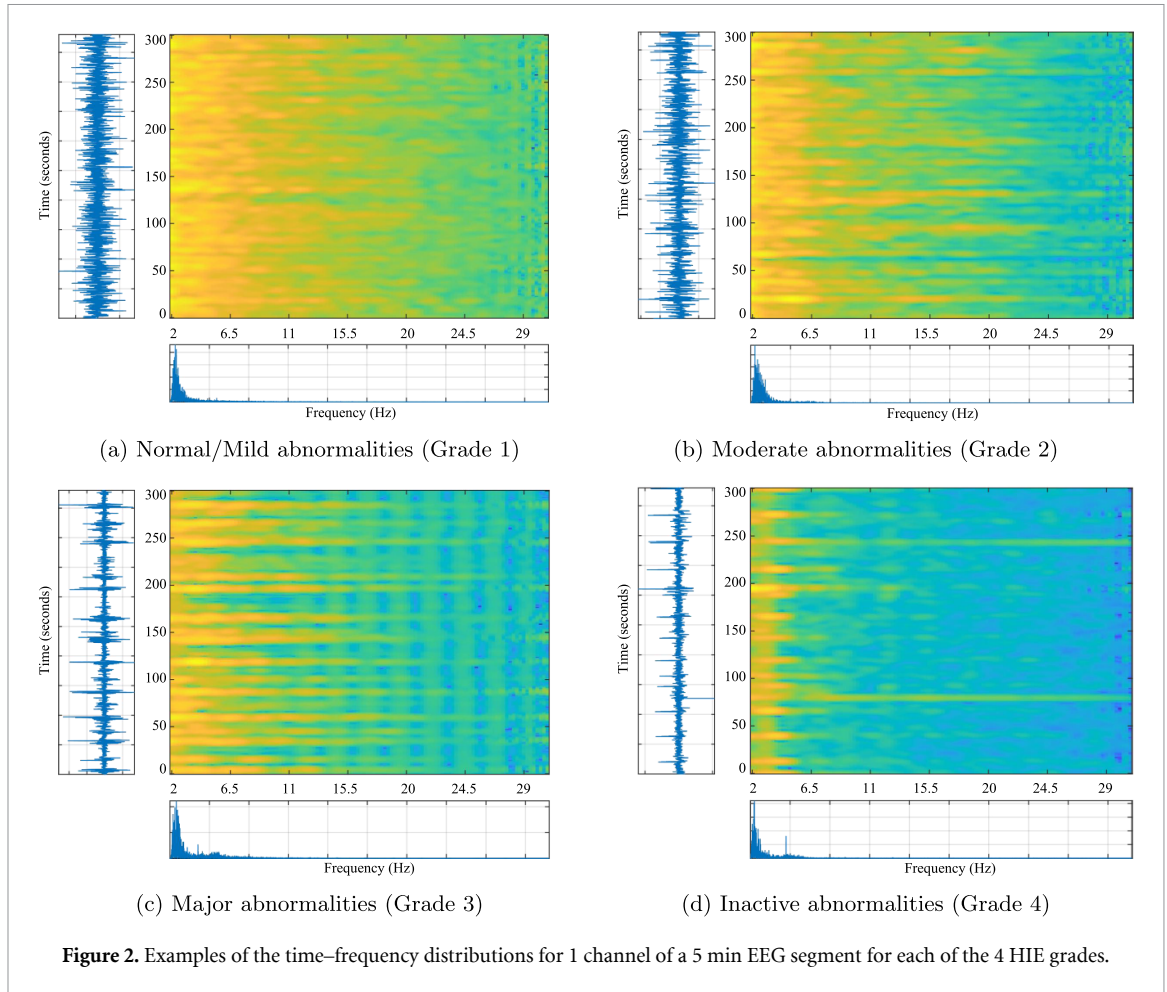 300
250
200
150
100
50
0
Time (seconds)
2 6.5 11 15.5 20 24.5 29
Frequency (Hz)
(a) Normal/Mild abnormalities (Grade 1)
300
250
200
150
100
50
0
Time (seconds)
2 6.5 11 15.5 20 24.5 29
Frequency (Hz)
(b) Moderate abnormalities (Grade 2)
300
250
200
150
100
50
0
Time (seconds)
2 6.5 11 15.5 20 24.5 29
Frequency (Hz)
(c) Major abnormalities (Grade 3)
300
250
200
150
100
50
0
Time (seconds)
2 6.5 11 15.5 20 24.5 29
Frequency (Hz)
(d) Inactive abnormalities (Grade 4)
Figure 2. Examples of the time–frequency distributions for 1 channel of a 5 min EEG segment for each of the 4 HIE grades.